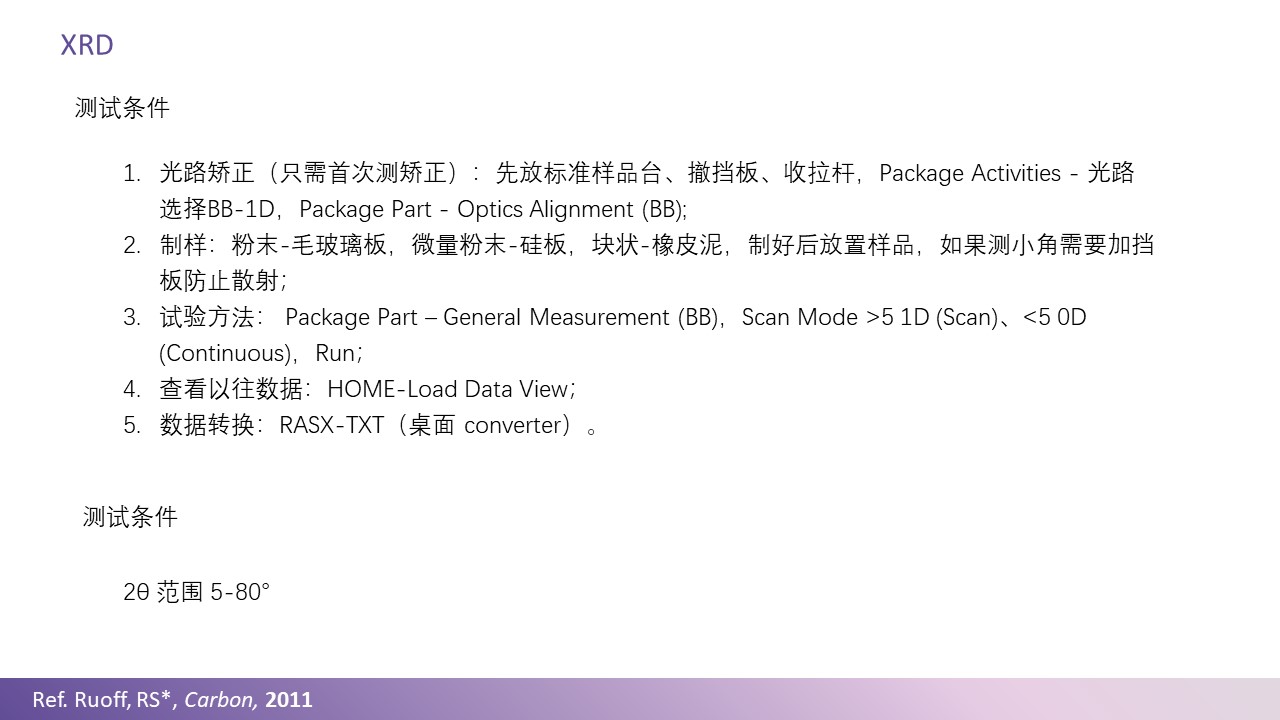 XRD
测试条件
1. 光路矫正（只需首次测矫正）：先放标准样品台、撤挡板、收拉杆，Package Activities - 光路
选择BB-1D，Package Part - Optics Alignment (BB);
2. 制样：粉末-毛玻璃板，微量粉末-硅板，块状-橡皮泥，制好后放置样品，如果测小角需要加挡
板防止散射；
3. 试验方法： Package Part – General Measurement (BB)，Scan Mode >5 1D (Scan)、<5 0D
(Continuous)，Run；
4. 查看以往数据：HOME-Load Data View；
5. 数据转换：RASX-TXT（桌面 converter）。
测试条件
2θ 范围 5-80°
Ref. Ruoff, RS*, Carbon, 2011